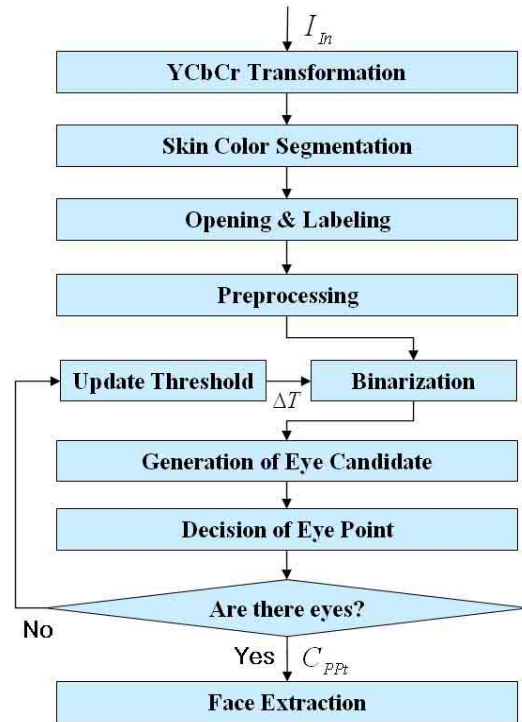 I_In
YCbCr Transformation
Skin Color Segmentation
Opening & Labeling
Preprocessing
Update Threshold
ΔT
Binarization
Generation of Eye Candidate
Decision of Eye Point
Are there eyes?
No
Yes
C_PPt
Face Extraction